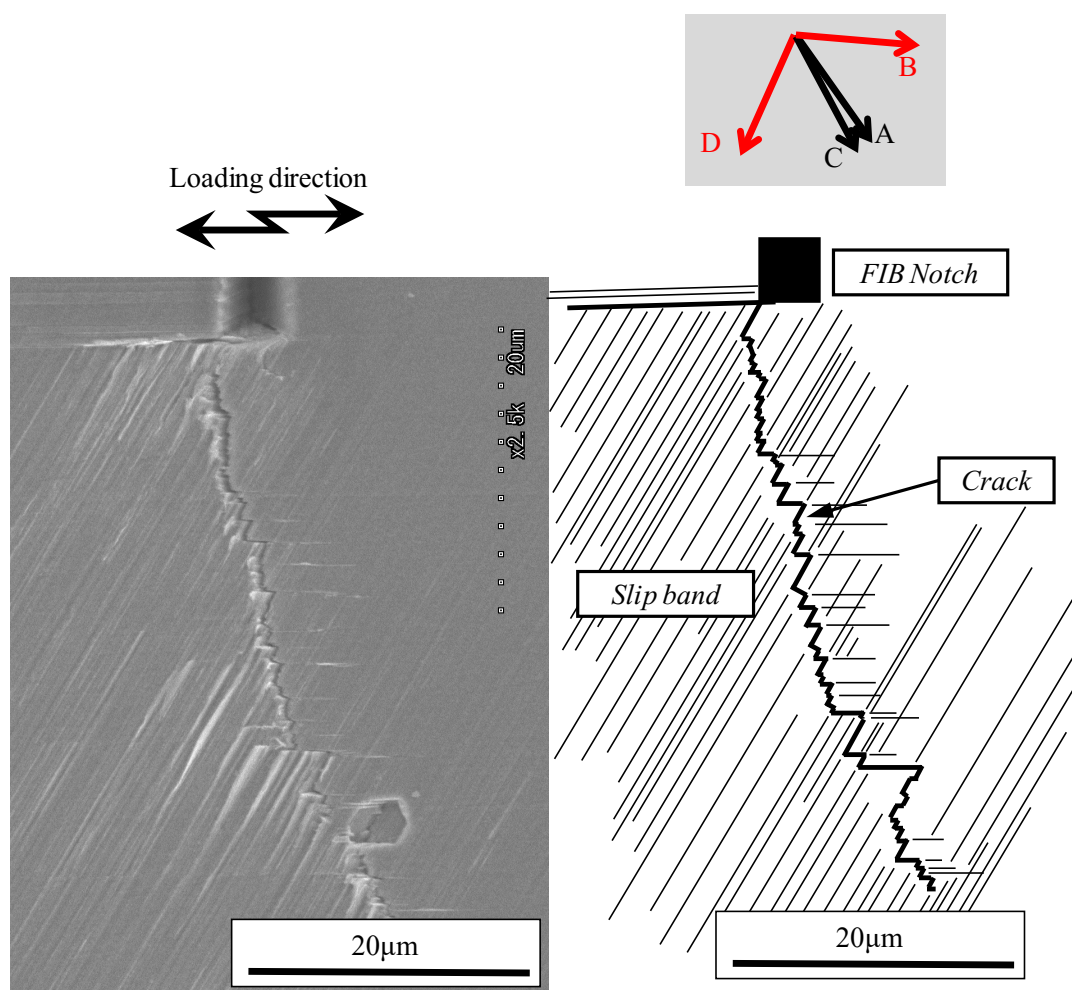 B
A
D
C
Loading direction
FIB Notch
x2.5k 20um
Crack
Slip band
20μm
20μm